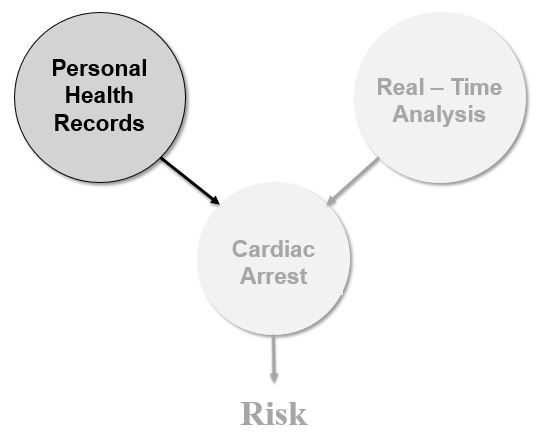 Personal
Health
Records
Real – Time
Analysis
Cardiac
Arrest
Risk